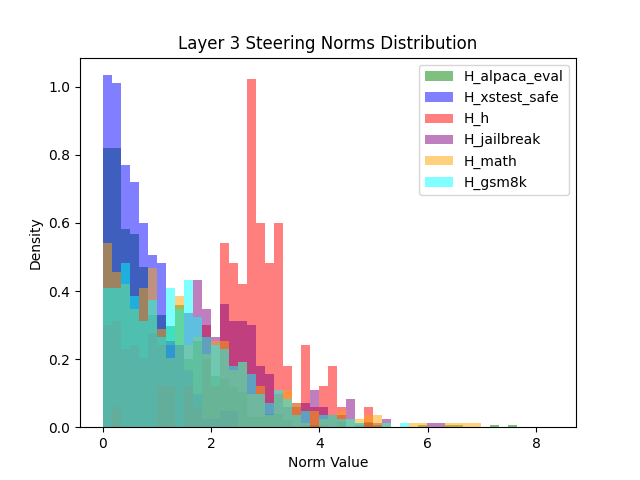 Layer 3 Steering Norms Distribution
H_alpaca_eval
H_xstest_safe
H_h
H_jailbreak
H_math
H_gsm8k
1.0
0.8
0.6
0.4
0.2
0.0
Density
0 2 4 6 8
Norm Value